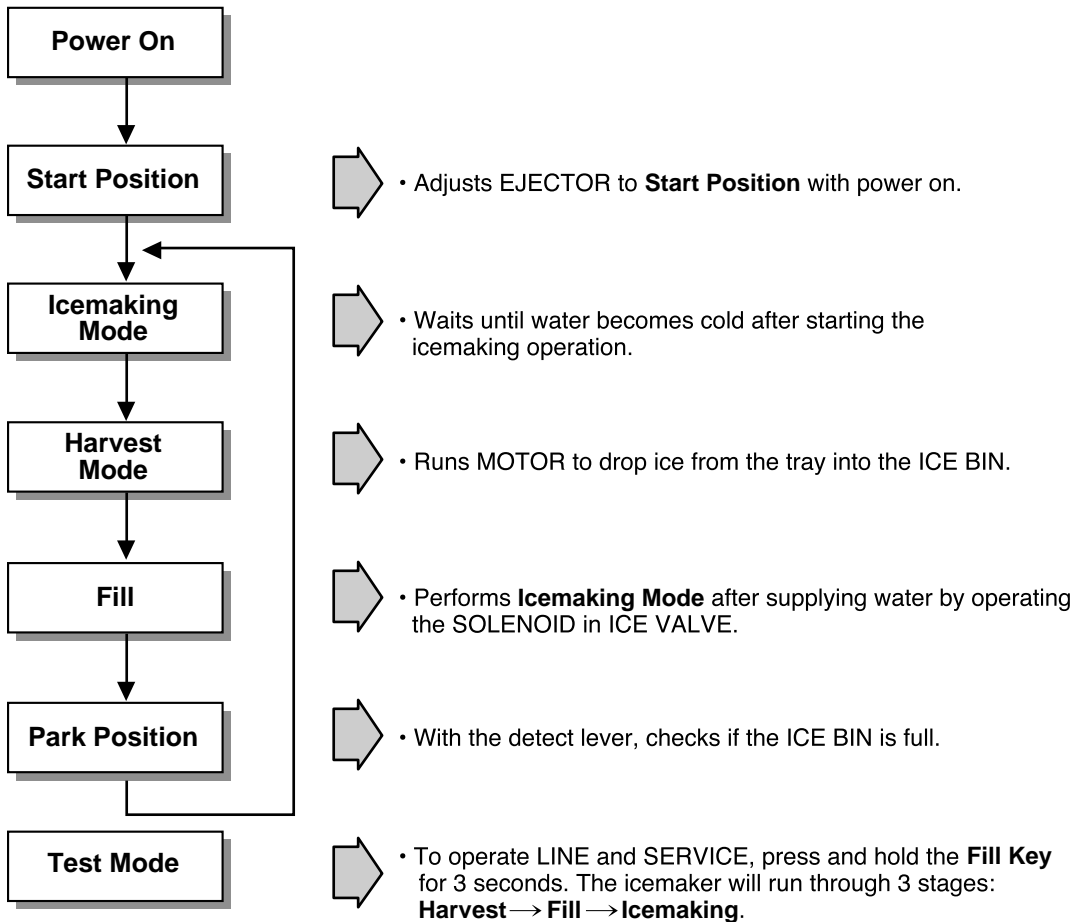 Power On
Start Position
• Adjusts EJECTOR to Start Position with power on.
Icemaking
Mode
• Waits until water becomes cold after starting the
icemaking operation.
Harvest
Mode
• Runs MOTOR to drop ice from the tray into the ICE BIN.
Fill
• Performs Icemaking Mode after supplying water by operating
the SOLENOID in ICE VALVE.
Park Position
• With the detect lever, checks if the ICE BIN is full.
Test Mode
• To operate LINE and SERVICE, press and hold the Fill Key
for 3 seconds. The icemaker will run through 3 stages:
Harvest → Fill → Icemaking.